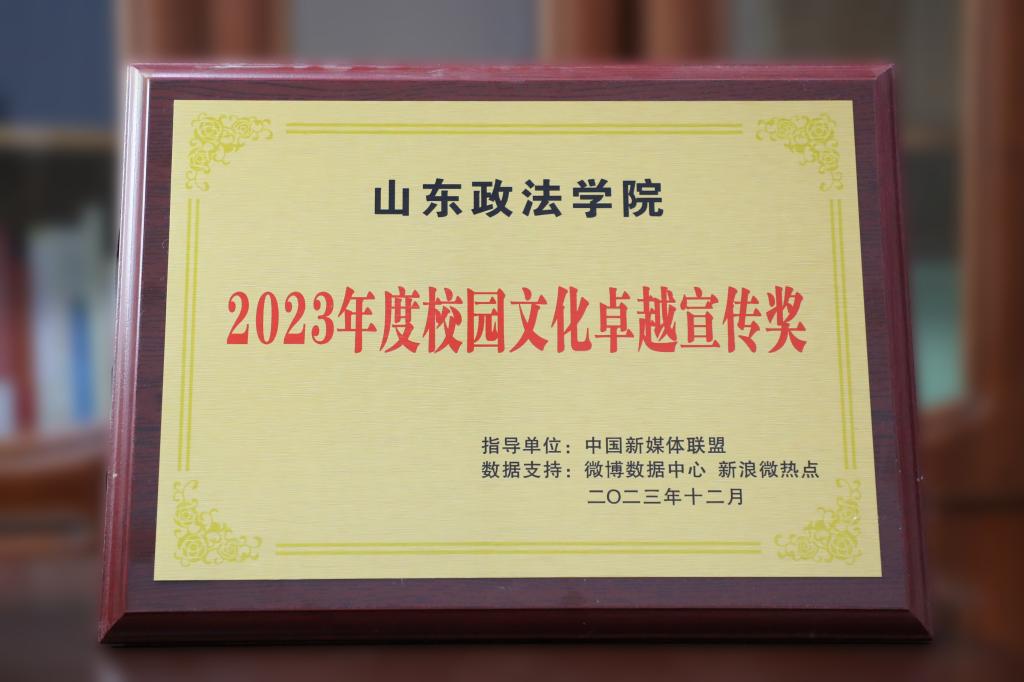 山东政法学院
2023年度校园文化卓越宣传奖
指导单位：中国新媒体联盟
数据支持：微博数据中心 新浪微热点
二〇二三年十二月